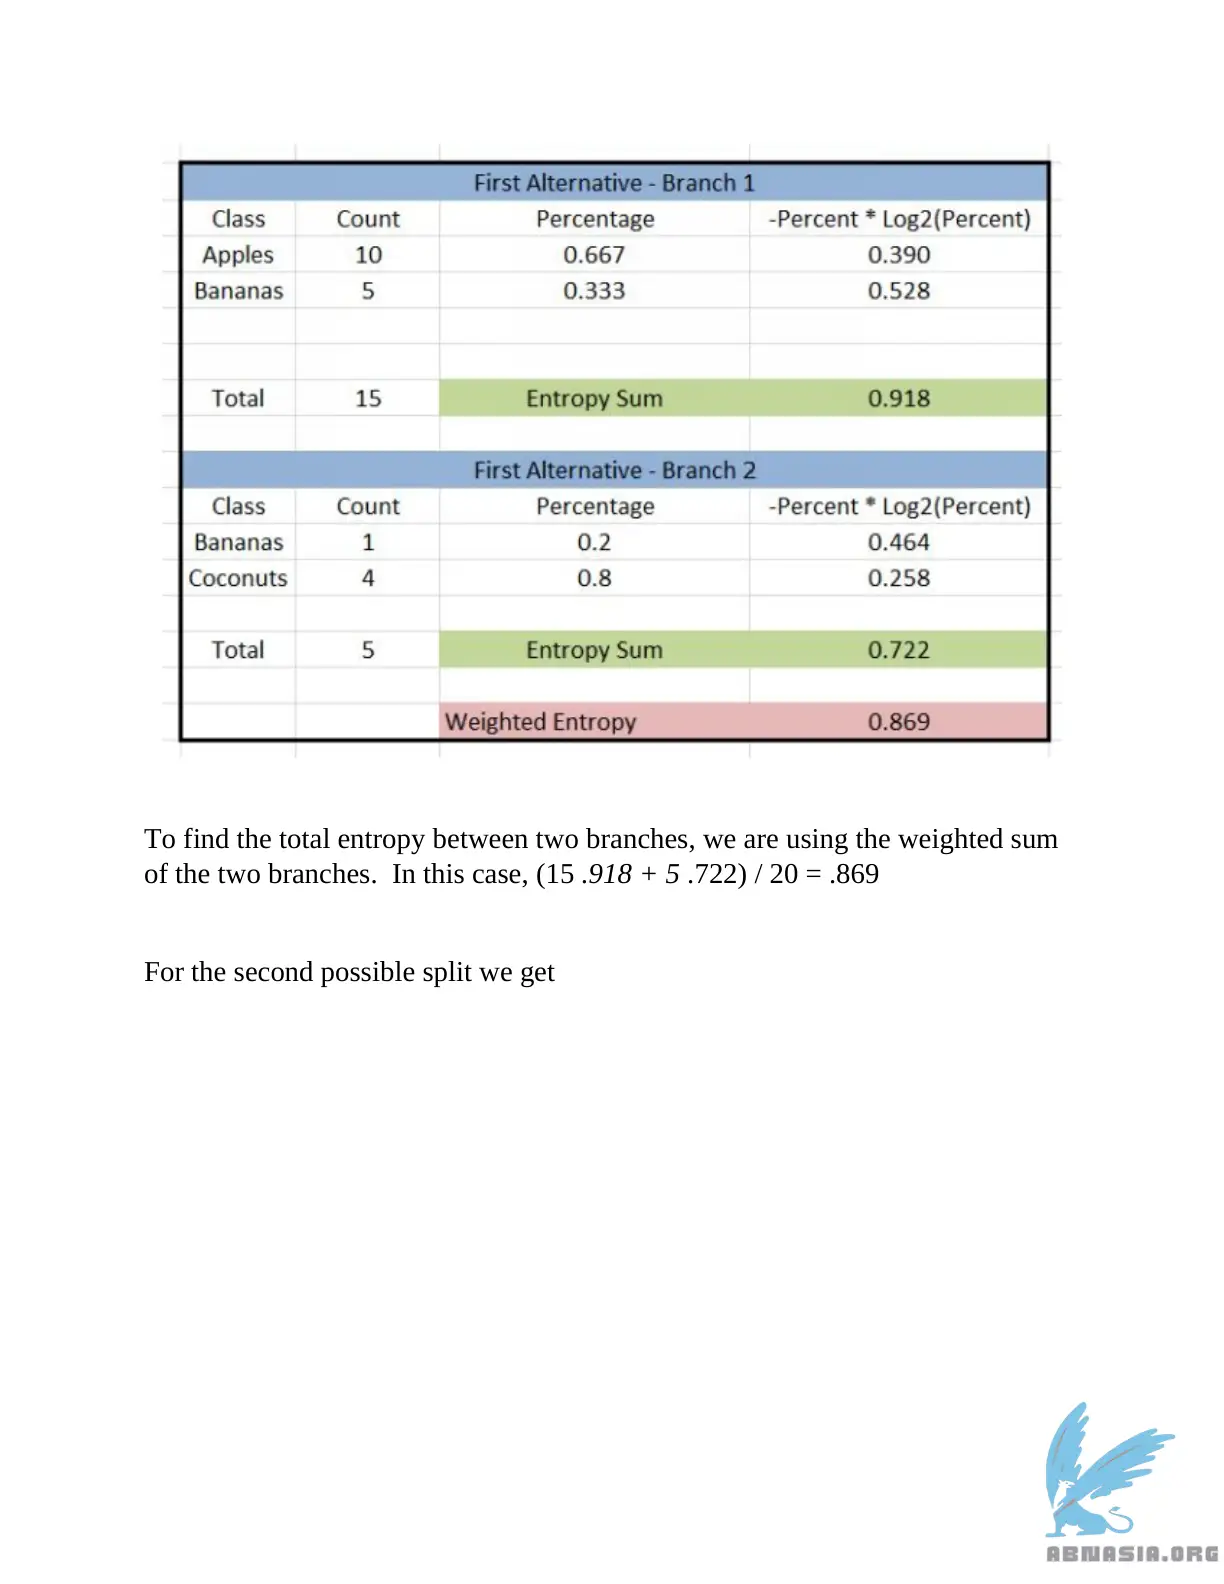 First Alternative - Branch 1
Class Count Percentage -Percent * Log2(Percent)
Apples 10 0.667 0.390
Bananas 5 0.333 0.528
Total 15 Entropy Sum 0.918
First Alternative - Branch 2
Class Count Percentage -Percent * Log2(Percent)
Bananas 1 0.2 0.464
Coconuts 4 0.8 0.258
Total 5 Entropy Sum 0.722
Weighted Entropy 0.869
To find the total entropy between two branches, we are using the weighted sum
of the two branches. In this case, (15 .918 + 5 .722) / 20 = .869
For the second possible split we get
ABNASIA.ORG